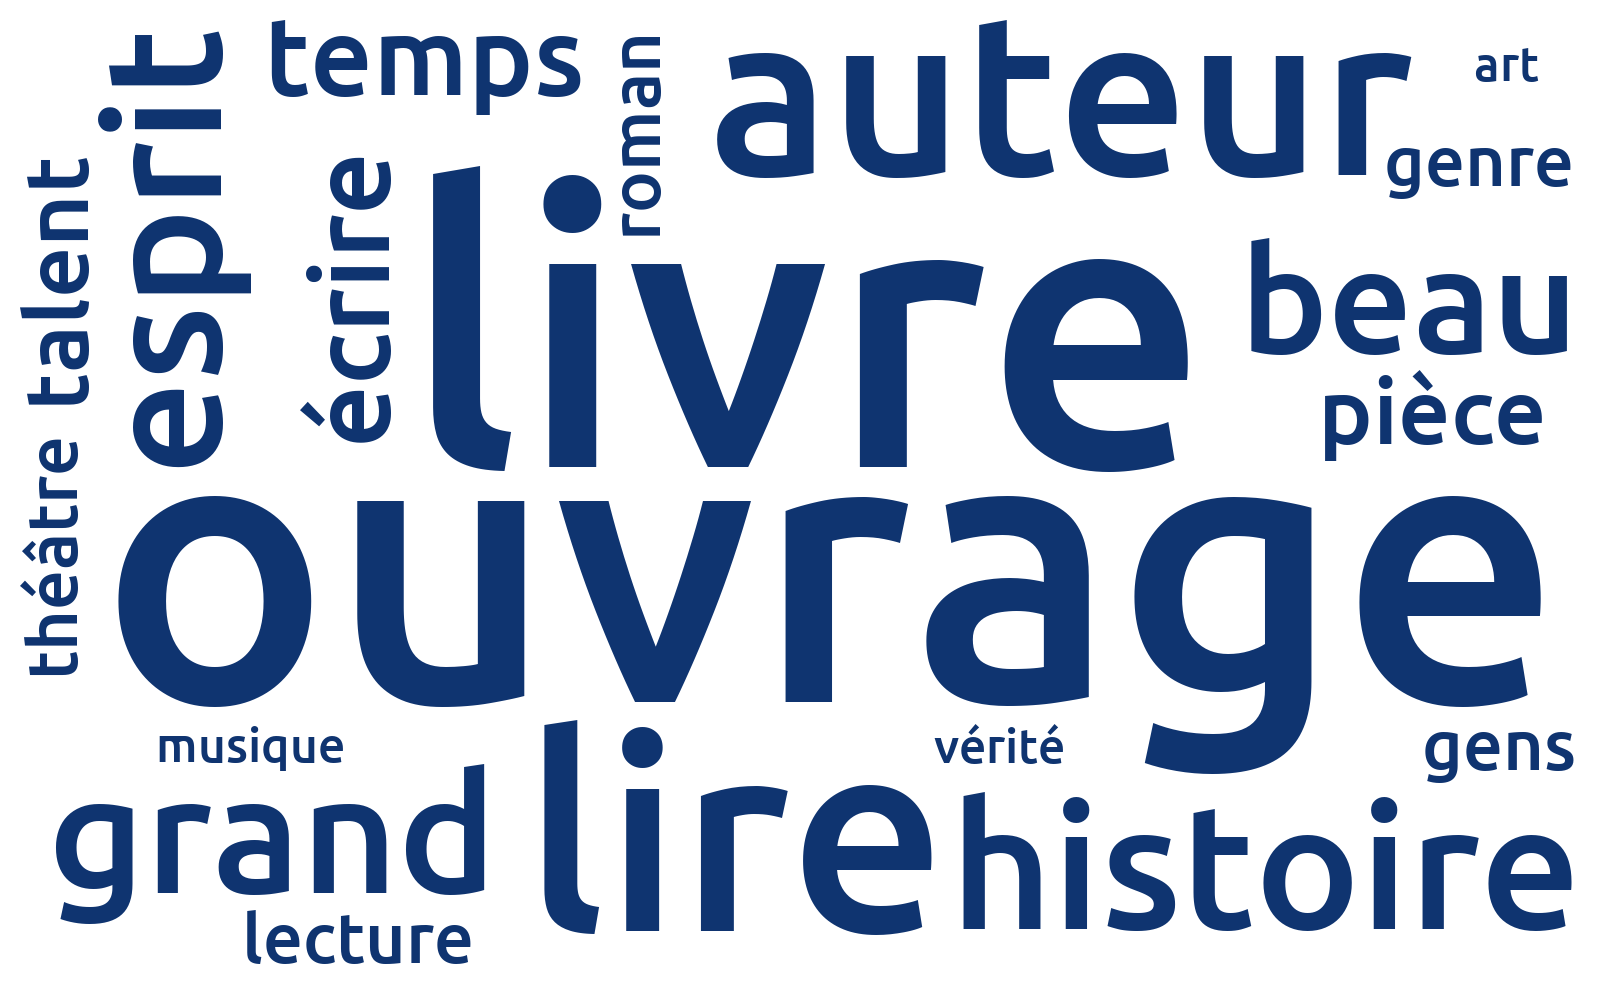 temps
roman
auteur
art
genre
esprit
écrire
talent
livre
beau
pièce
théâtre
ouvrage
musique
vérité
gens
grand
lire
histoire
lecture